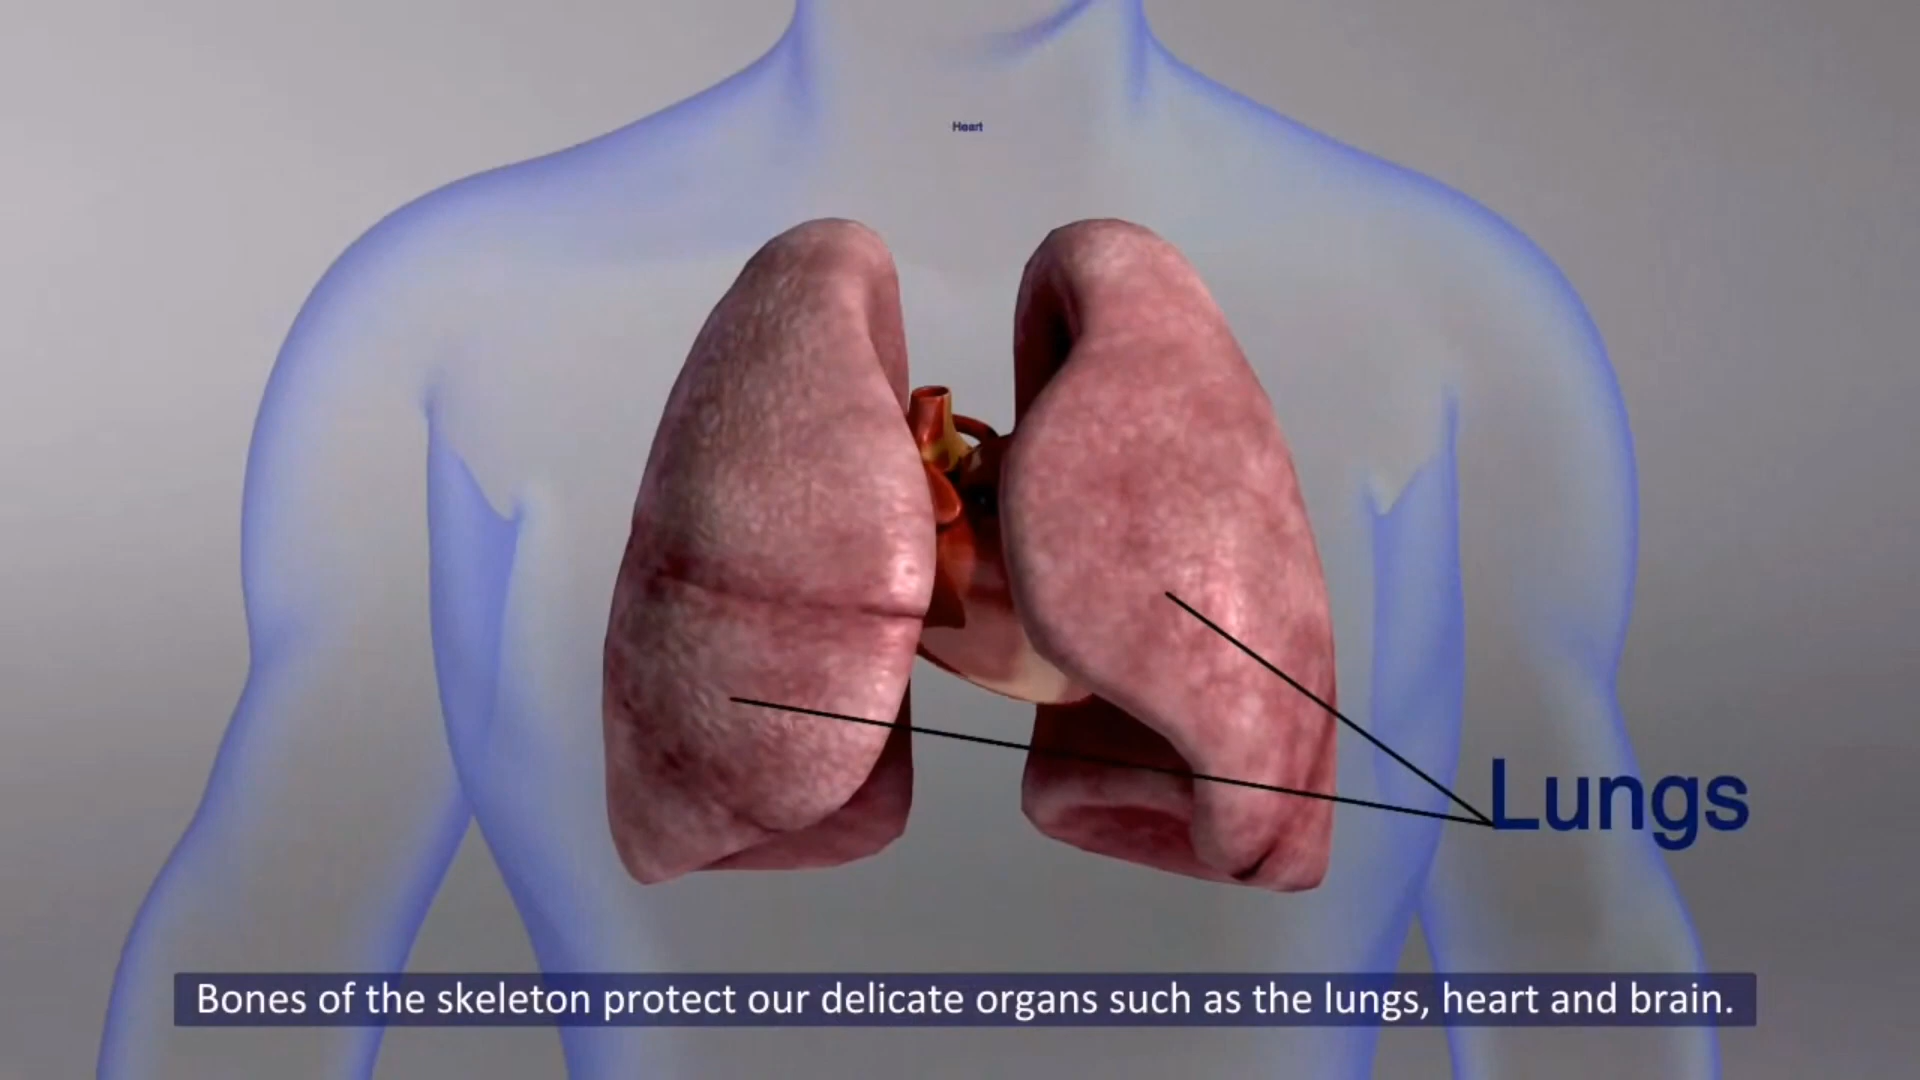 Heart
Lungs
Bones of the skeleton protect our delicate organs such as the lungs, heart and brain.